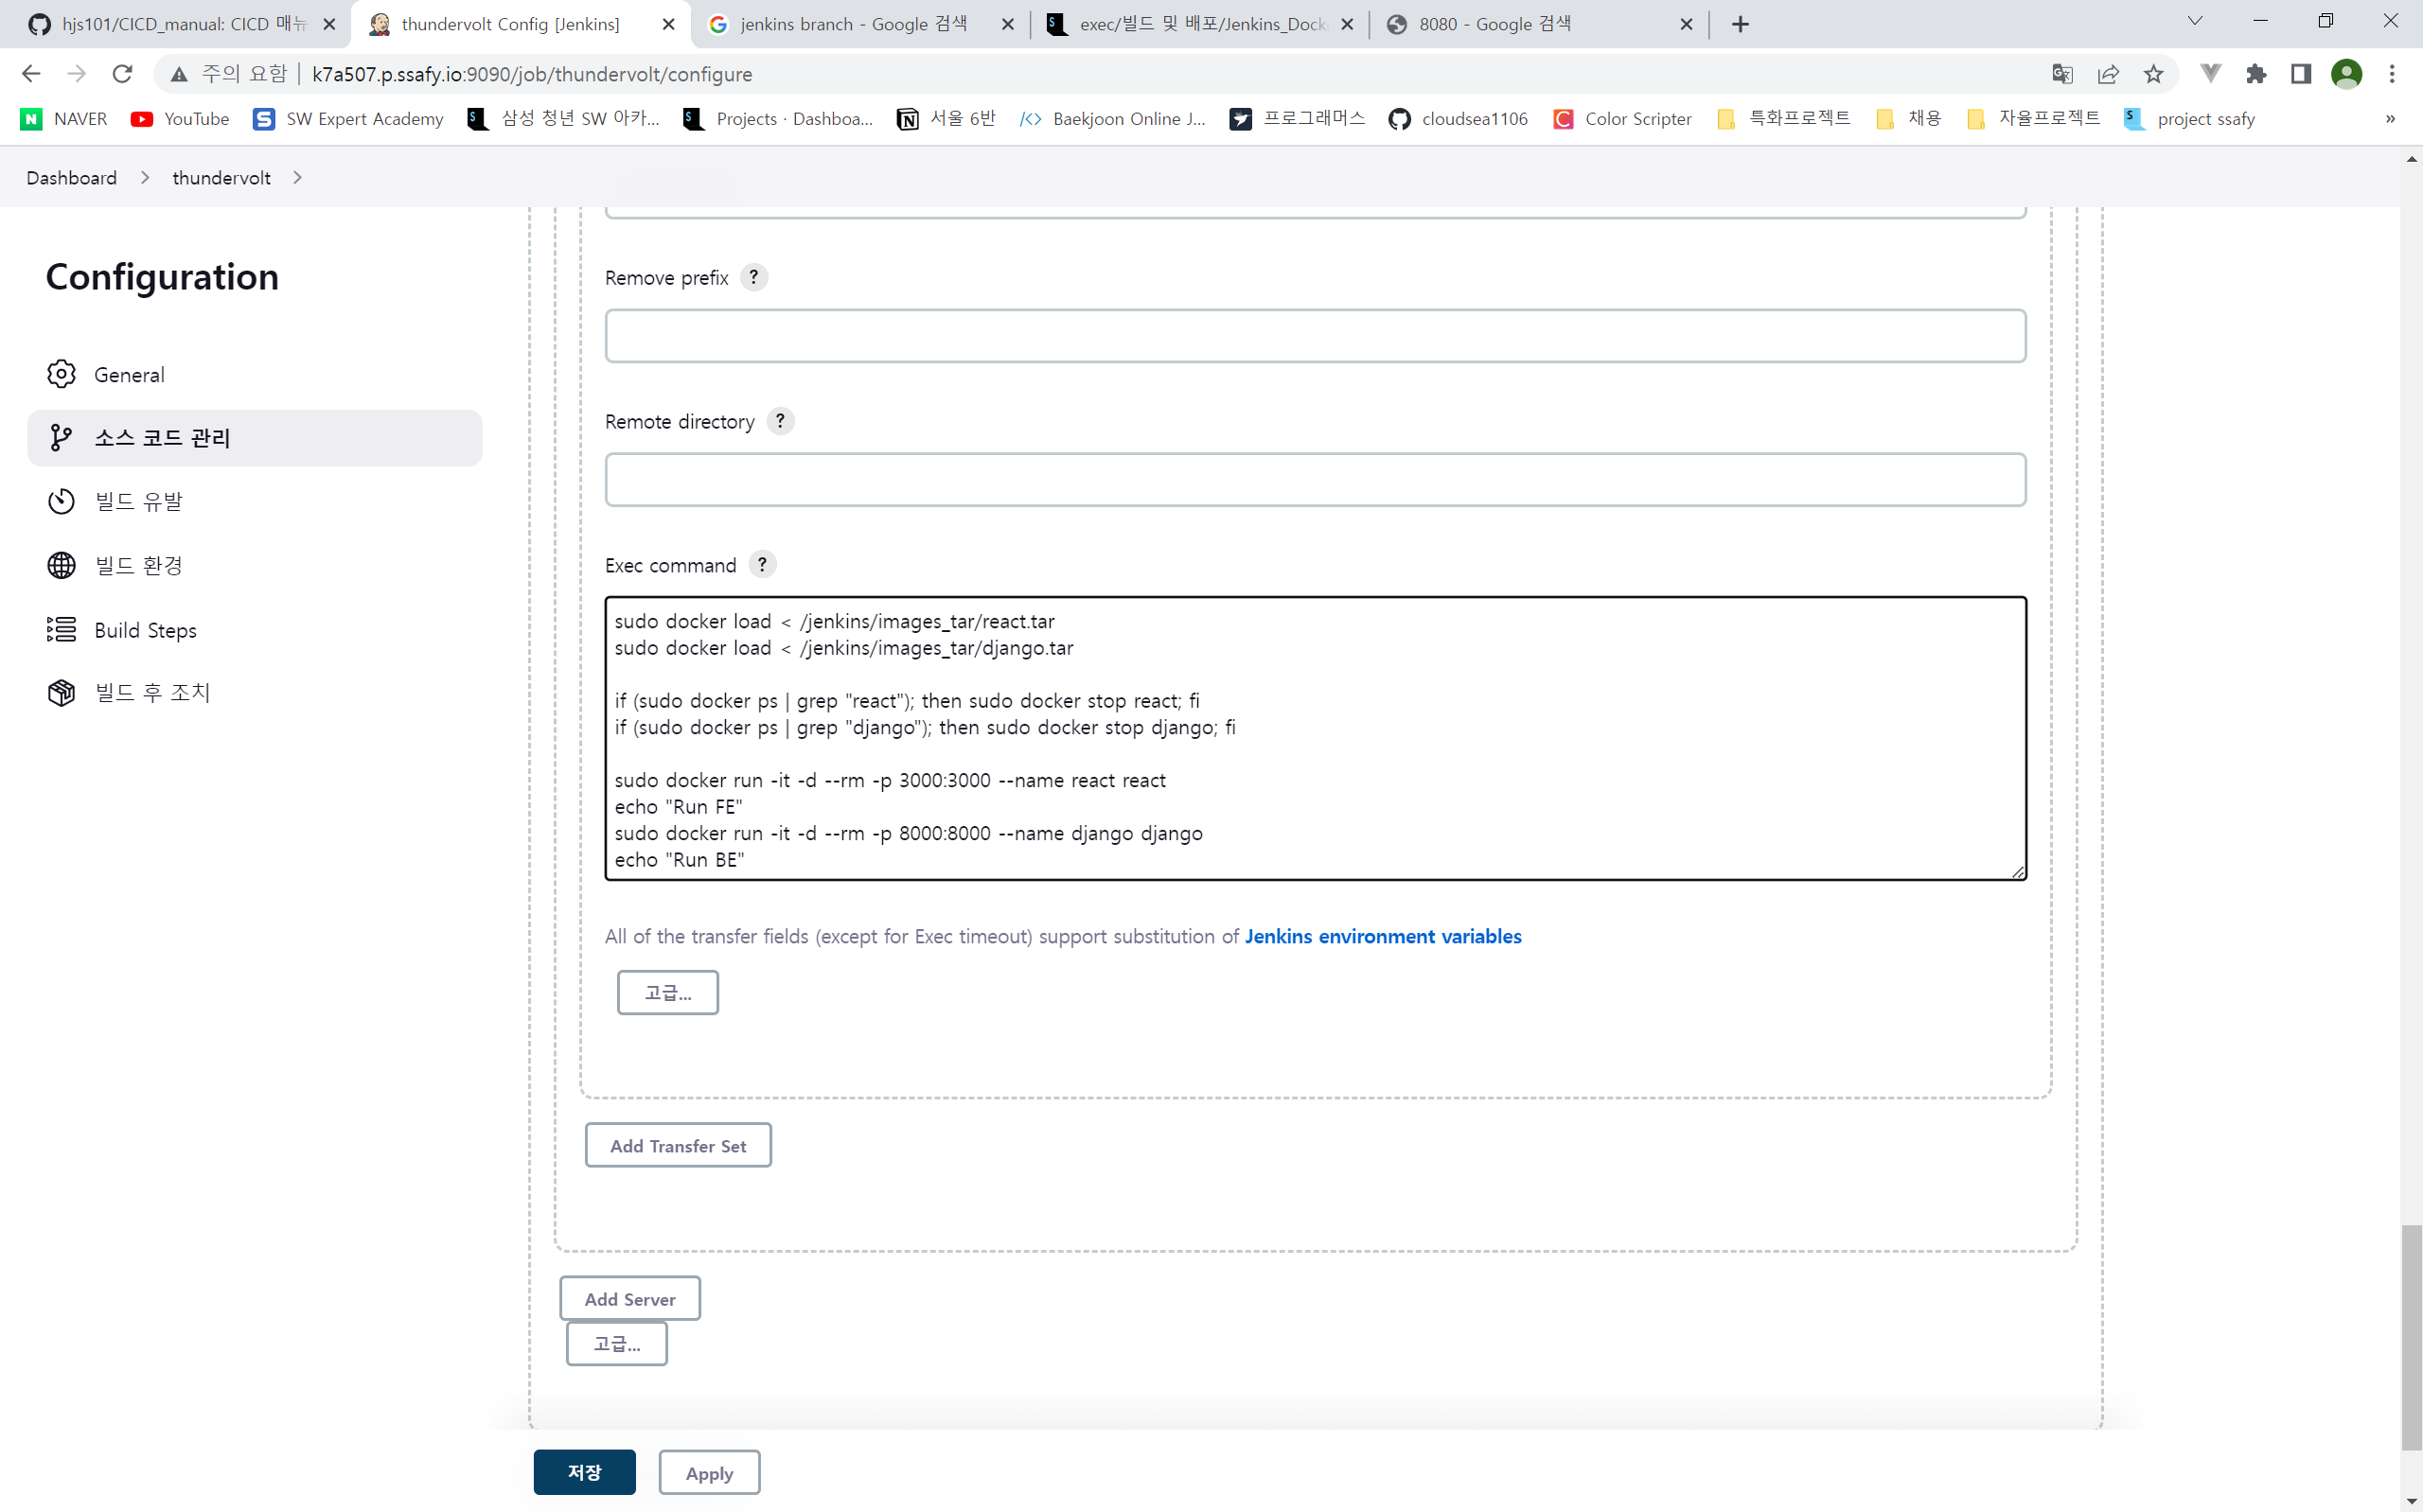 hjs101/CICD_manual: CICD 매뉴
thundervolt Config [Jenkins]
jenkins branch - Google 검색
exec/빌드 및 배포/Jenkins_Docke
8080 - Google 검색
주의 요함
k7a507.p.ssafy.io:9090/job/thundervolt/configure
NAVER
YouTube
SW Expert Academy
삼성 청년 SW 아카...
Projects · Dashboa...
서울 6반
Baekjoon Online J...
프로그래머스
cloudsea1106
Color Scripter
특화프로젝트
채용
자율프로젝트
project ssafy
»
Dashboard
thundervolt
Configuration
General
소스 코드 관리
빌드 유발
빌드 환경
Build Steps
빌드 후 조치
Remove prefix ?
Remote directory ?
Exec command ?
sudo docker load < /jenkins/images_tar/react.tar
sudo docker load < /jenkins/images_tar/django.tar
if (sudo docker ps | grep "react"); then sudo docker stop react; fi
if (sudo docker ps | grep "django"); then sudo docker stop django; fi
sudo docker run -it -d --rm -p 3000:3000 --name react react
echo "Run FE"
sudo docker run -it -d --rm -p 8000:8000 --name django django
echo "Run BE"
All of the transfer fields (except for Exec timeout) support substitution of Jenkins environment variables
고급...
Add Transfer Set
Add Server
고급...
저장
Apply